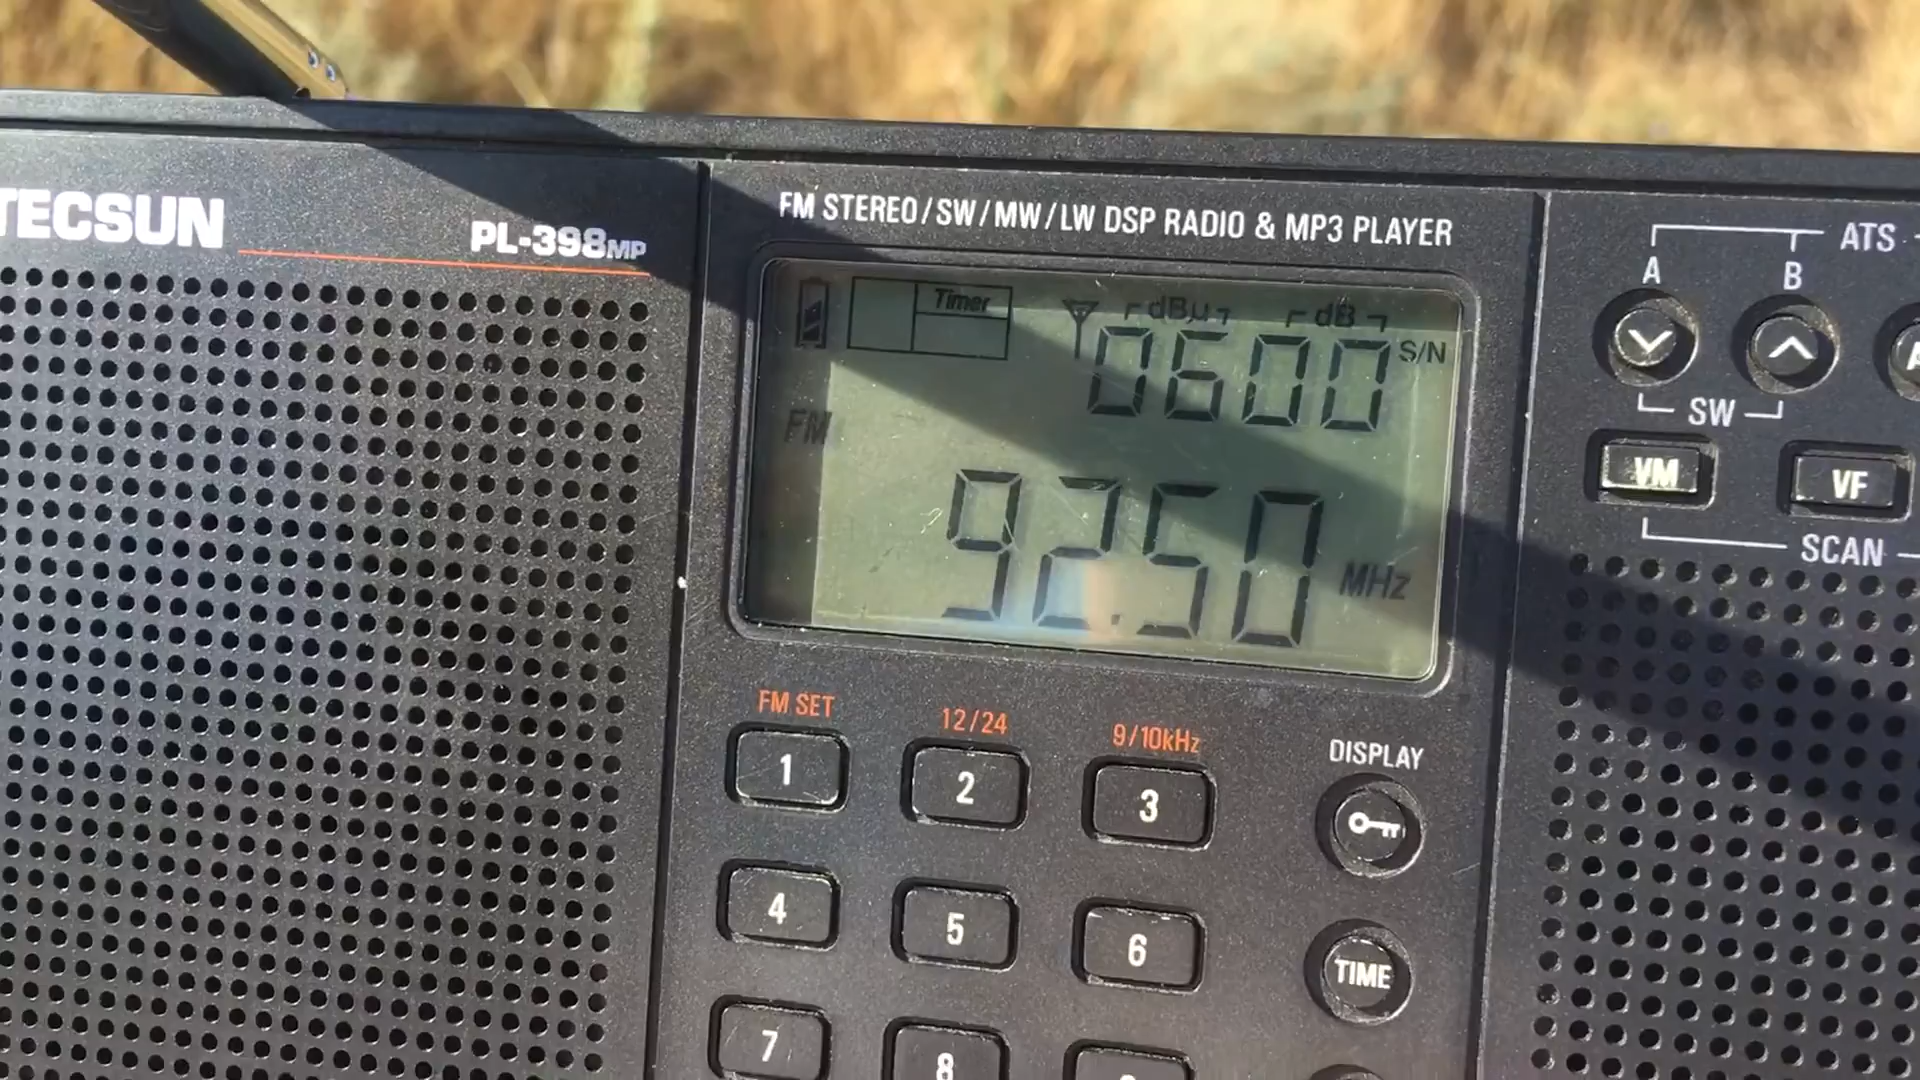 TECSUN
PL-398MP
FM STEREO/SW/MW/LW DSP RADIO & MP3 PLAYER
Timer
dBµ dB
0600 S/N
FM
92.50 MHz
ATS
A B
SW
VM VF
SCAN
FM SET 12/24 9/10kHz
DISPLAY
1 2 3
4 5 6
TIME
7 8